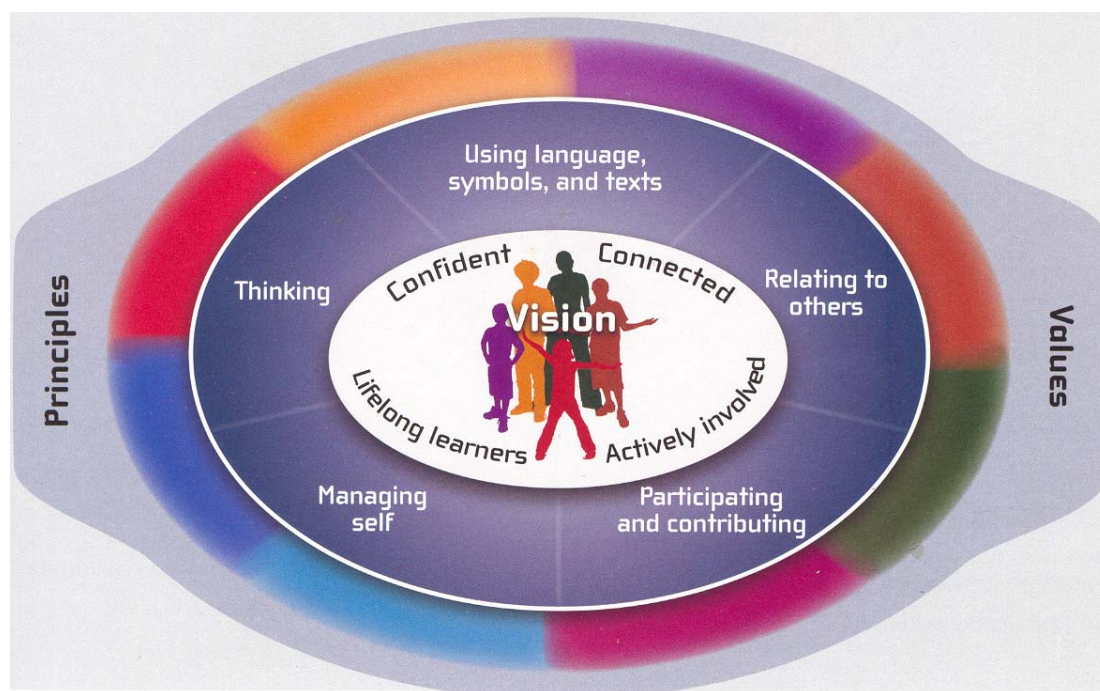 Using language,
symbols, and texts
Thinking
Relating to
others
Managing
self
Participating
and contributing
Confident
Connected
Vision
Lifelong learners
Actively involved
Principles
Values